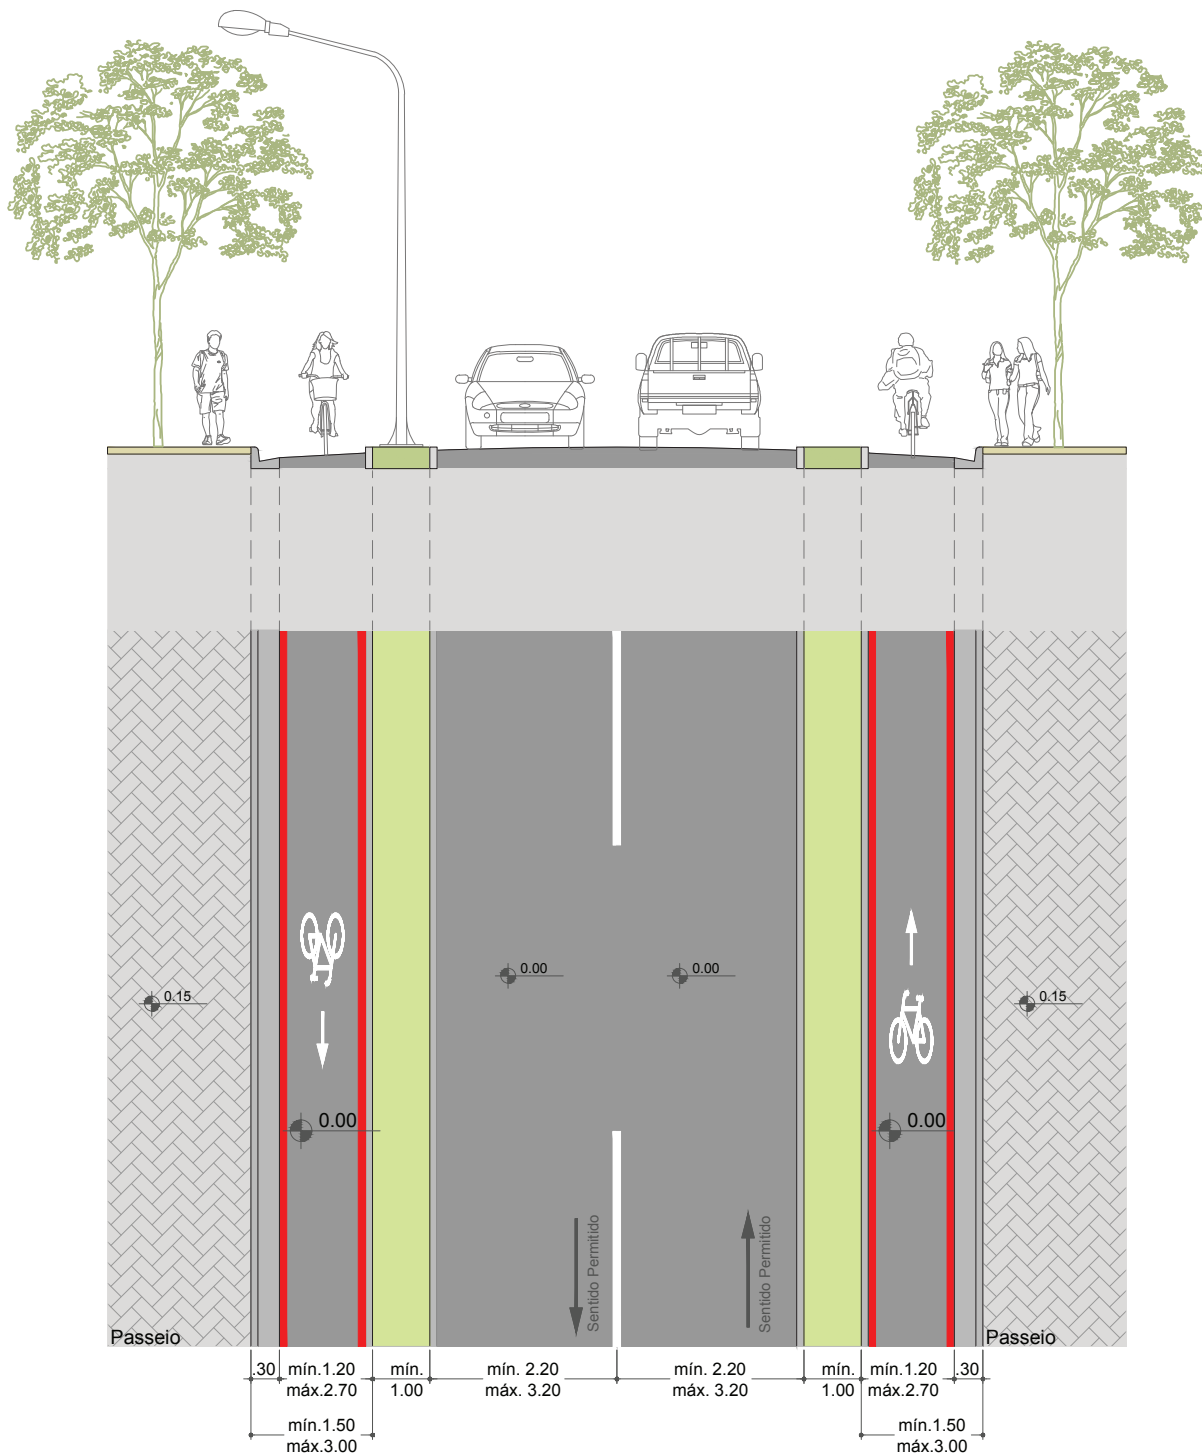 0.00
0.00
0.15
0.15
0.00
0.00
Sentido Permitido
Sentido Permitido
Passeio
Passeio
.30
mín.1.20
máx.2.70
mín.
1.00
mín. 2.20
máx. 3.20
mín. 2.20
máx. 3.20
mín.
1.00
mín.1.20
máx.2.70
.30
mín.1.50
máx.3.00
mín.1.50
máx.3.00